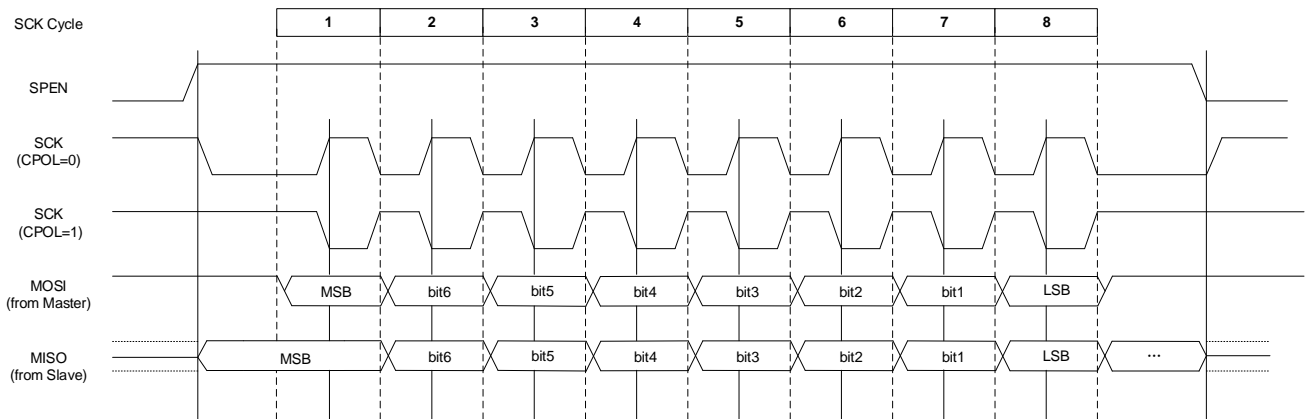 SCK Cycle 1 2 3 4 5 6 7 8
SPEN
SCK
(CPOL=0)
SCK
(CPOL=1)
MOSI
(from Master)
MSB bit6 bit5 bit4 bit3 bit2 bit1 LSB
MISO
(from Slave)
MSB bit6 bit5 bit4 bit3 bit2 bit1 LSB ...